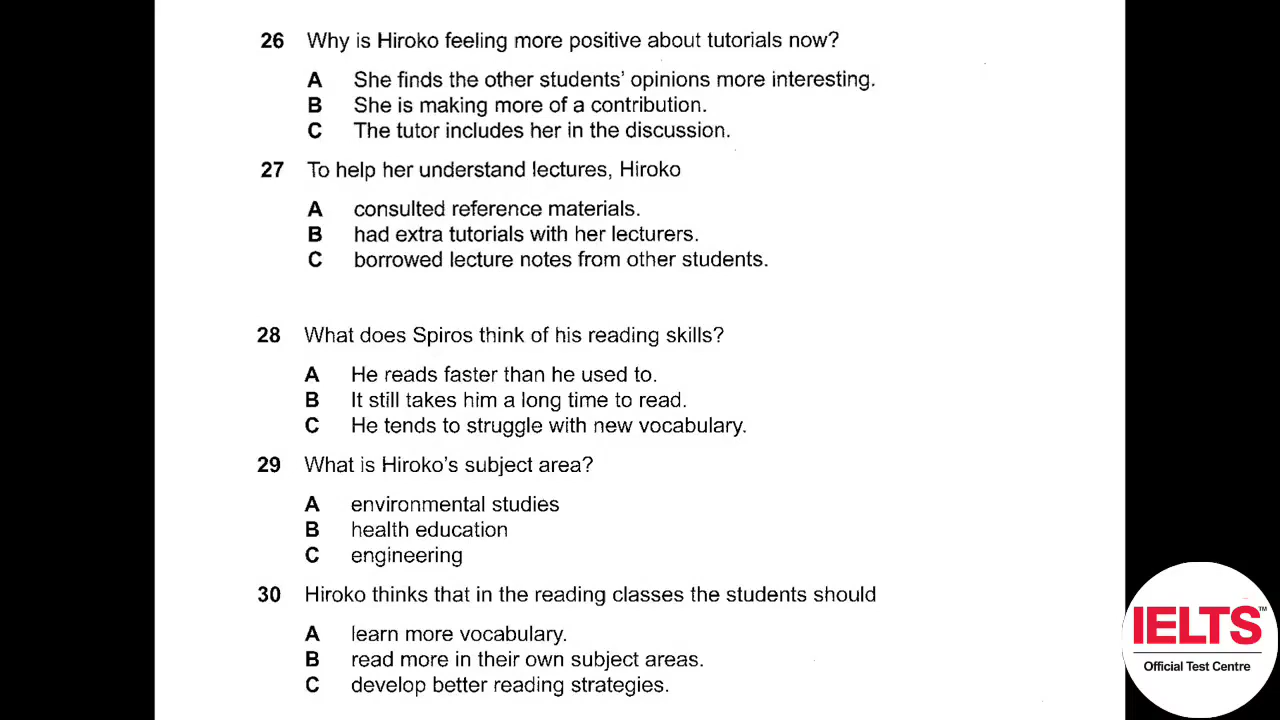 26 Why is Hiroko feeling more positive about tutorials now?
A She finds the other students' opinions more interesting.
B She is making more of a contribution.
C The tutor includes her in the discussion.
27 To help her understand lectures, Hiroko
A consulted reference materials.
B had extra tutorials with her lecturers.
C borrowed lecture notes from other students.
28 What does Spiros think of his reading skills?
A He reads faster than he used to.
B It still takes him a long time to read.
C He tends to struggle with new vocabulary.
29 What is Hiroko's subject area?
A environmental studies
B health education
C engineering
30 Hiroko thinks that in the reading classes the students should
A learn more vocabulary.
B read more in their own subject areas.
C develop better reading strategies.
IELTS™
Official Test Centre